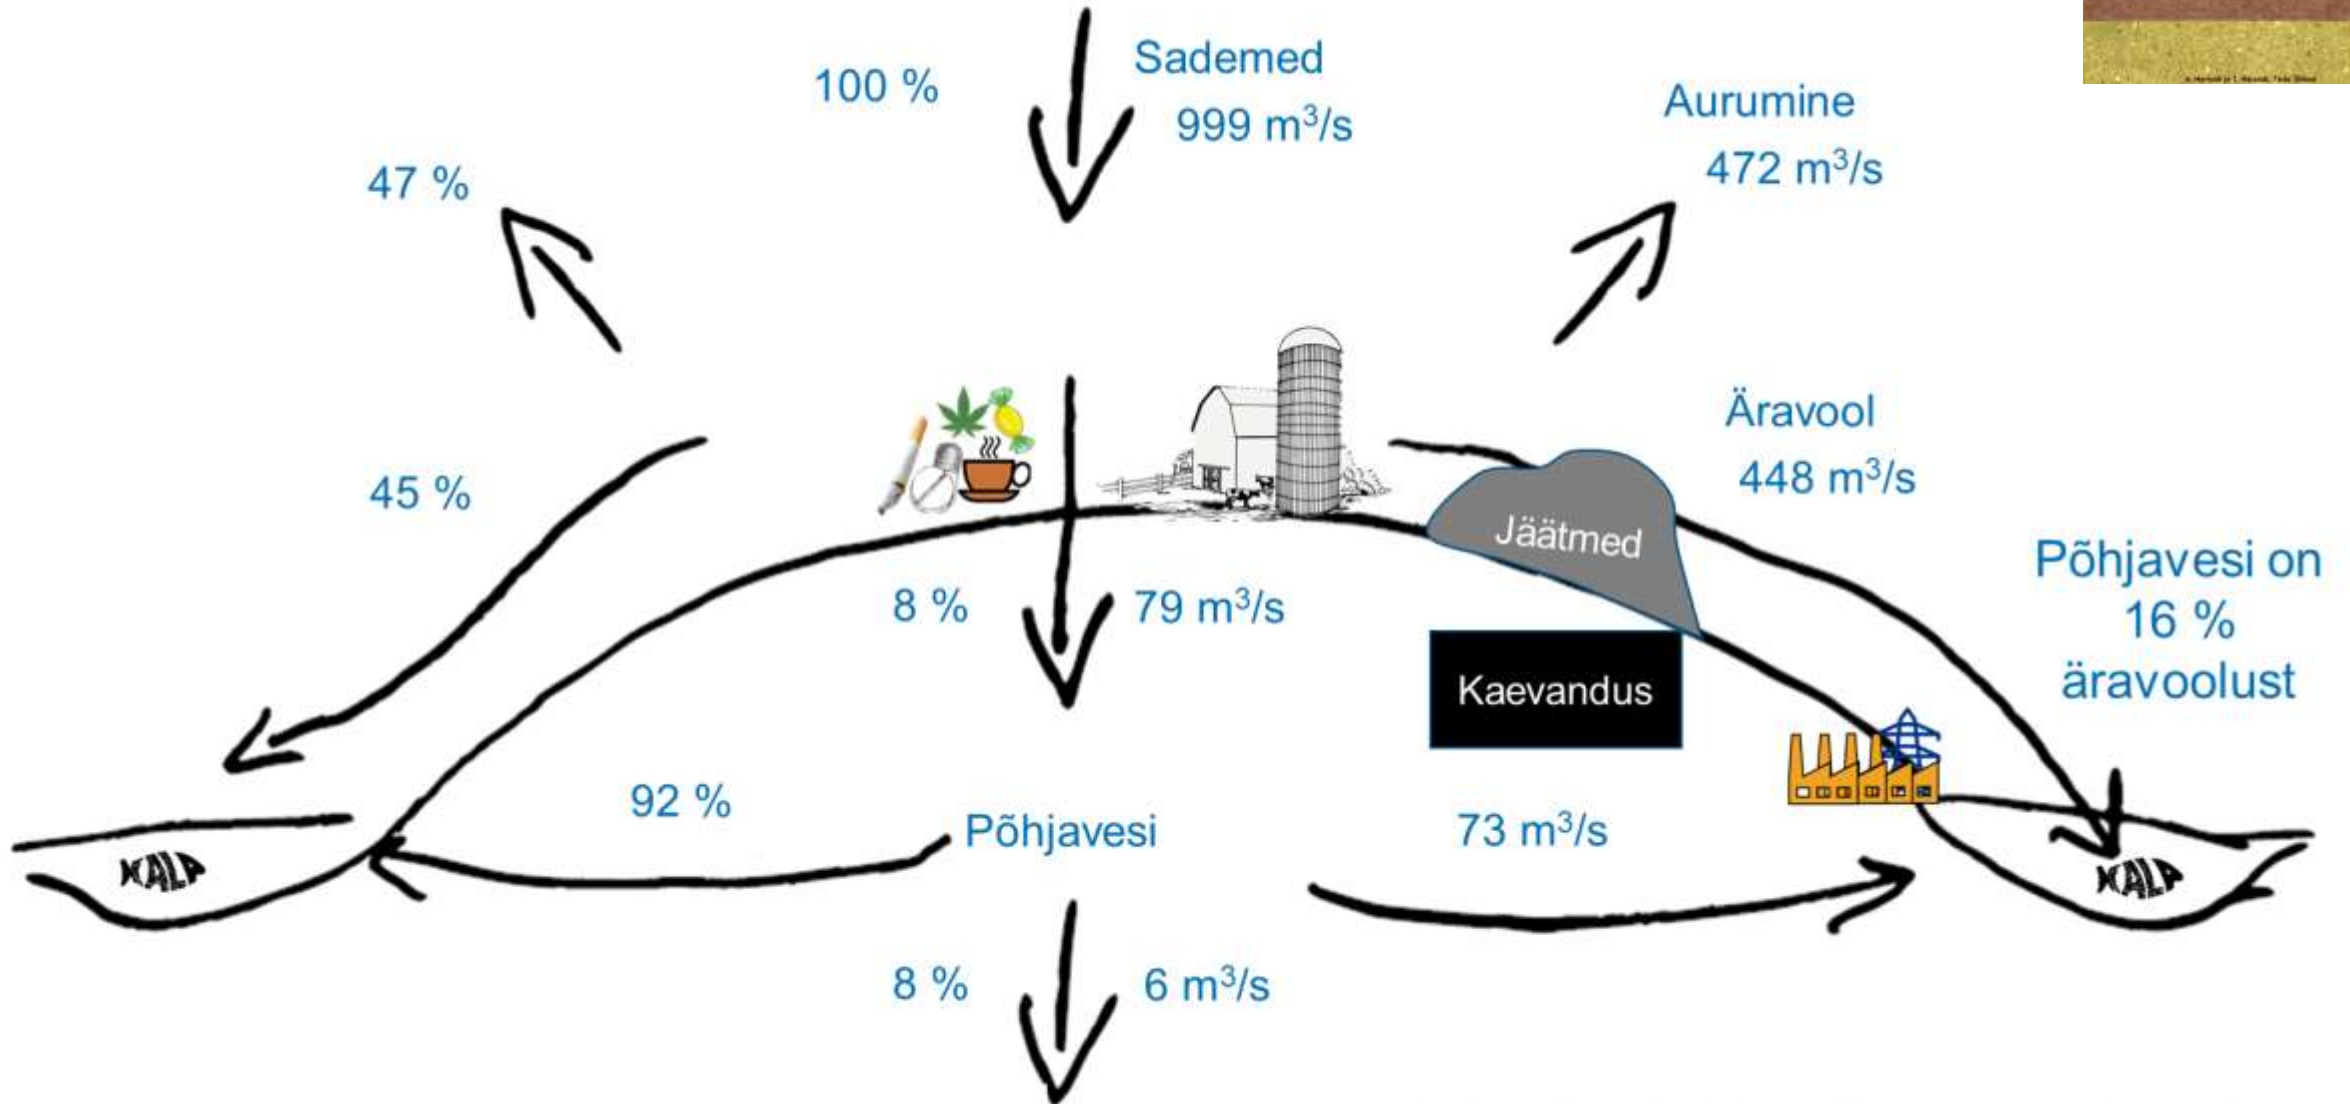 100 %
Sademed
999 m³/s
Aurumine
472 m³/s
47 %
Äravool
448 m³/s
45 %
Jäätmed
Põhjavesi on
16 %
äravoolust
8 %
79 m³/s
Kaevandus
92 %
Põhjavesi
73 m³/s
KALA
KALA
8 %
6 m³/s